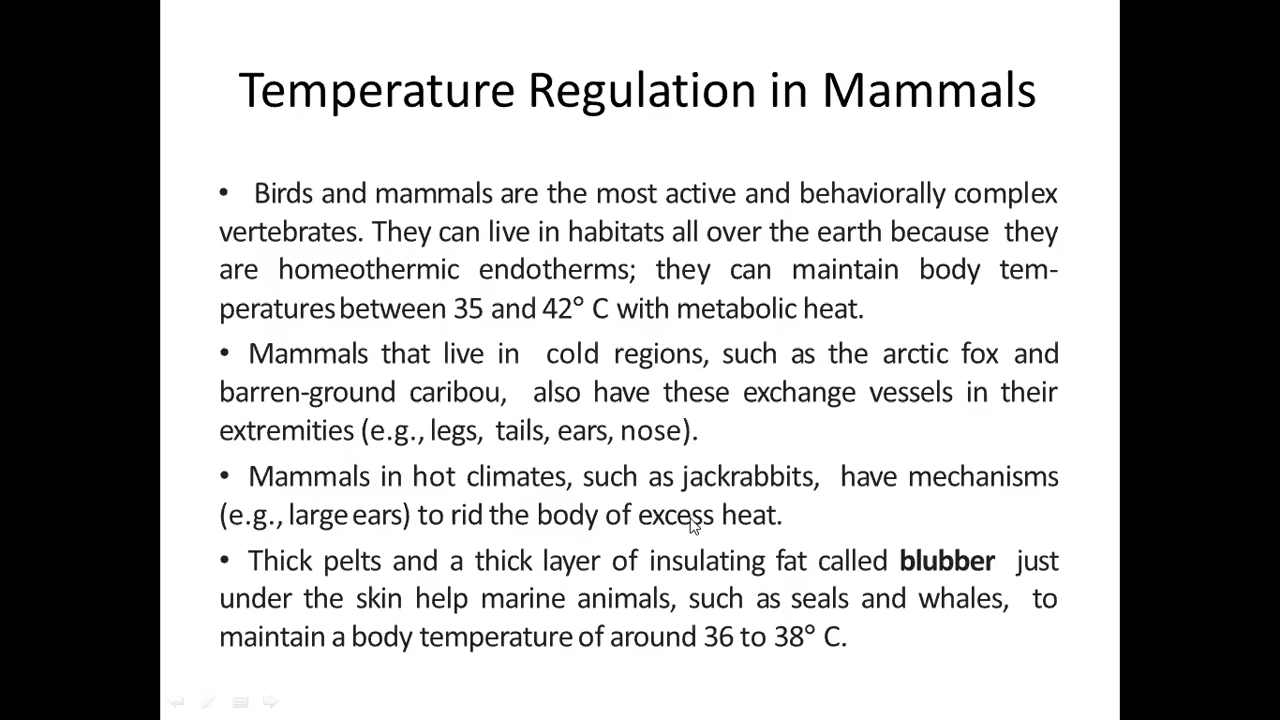 Temperature Regulation in Mammals
• Birds and mammals are the most active and behaviorally complex
vertebrates. They can live in habitats all over the earth because they
are homeothermic endotherms; they can maintain body tem-
peratures between 35 and 42° C with metabolic heat.
• Mammals that live in cold regions, such as the arctic fox and
barren-ground caribou, also have these exchange vessels in their
extremities (e.g., legs, tails, ears, nose).
• Mammals in hot climates, such as jackrabbits, have mechanisms
(e.g., large ears) to rid the body of excess heat.
• Thick pelts and a thick layer of insulating fat called blubber just
under the skin help marine animals, such as seals and whales, to
maintain a body temperature of around 36 to 38° C.